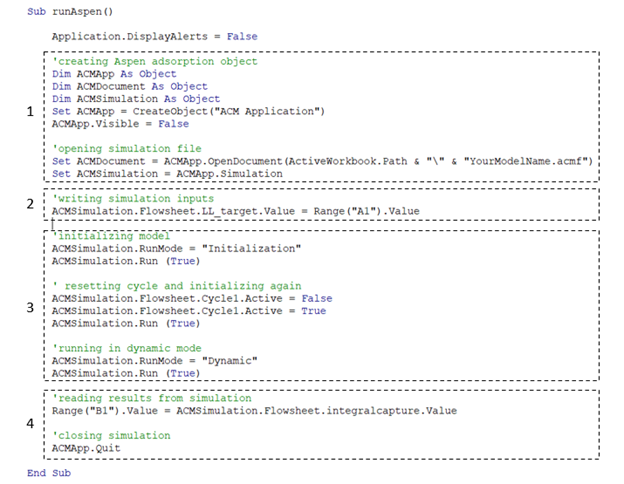 Sub runAspen()
Application.DisplayAlerts = False
'creating Aspen adsorption object
Dim ACMApp As Object
Dim ACMDocument As Object
Dim ACMSimulation As Object
1 Set ACMApp = CreateObject("ACM Application")
ACMApp.Visible = False
'opening simulation file
Set ACMDocument = ACMApp.OpenDocument(ActiveWorkbook.Path & "\" & "YourModelName.acmf")
Set ACMSimulation = ACMApp.Simulation
'writing simulation inputs
2 ACMSimulation.Flowsheet.LL_target.Value = Range("A1").Value
'initializing model
ACMSimulation.RunMode = "Initialization"
ACMSimulation.Run (True)
' resetting cycle and initializing again
ACMSimulation.Flowsheet.Cycle1.Active = False
3 ACMSimulation.Flowsheet.Cycle1.Active = True
ACMSimulation.Run (True)
'running in dynamic mode
ACMSimulation.RunMode = "Dynamic"
ACMSimulation.Run (True)
'reading results from simulation
Range("B1").Value = ACMSimulation.Flowsheet.integralcapture.Value
4
'closing simulation
ACMApp.Quit
End Sub